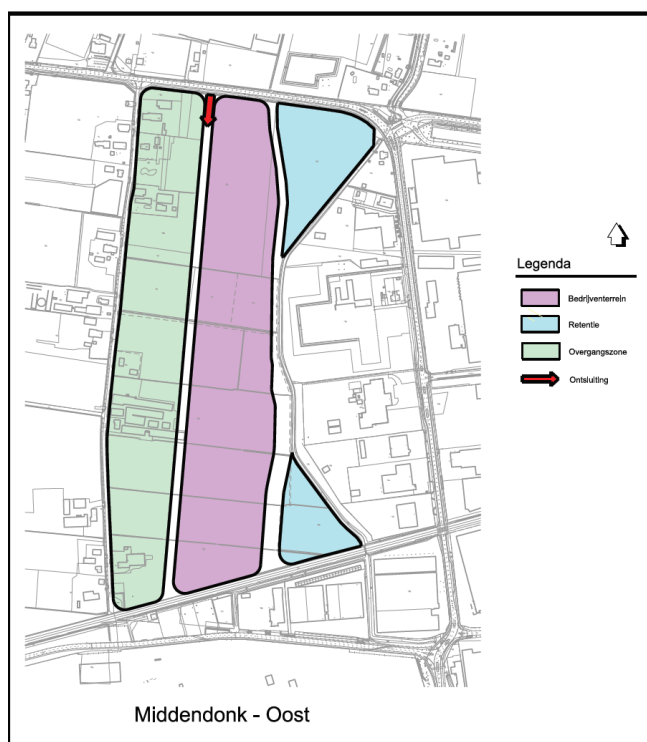 Legenda
Bedrijventerrein
Retentie
Overgangszone
Ontsluiting
Middendonk - Oost